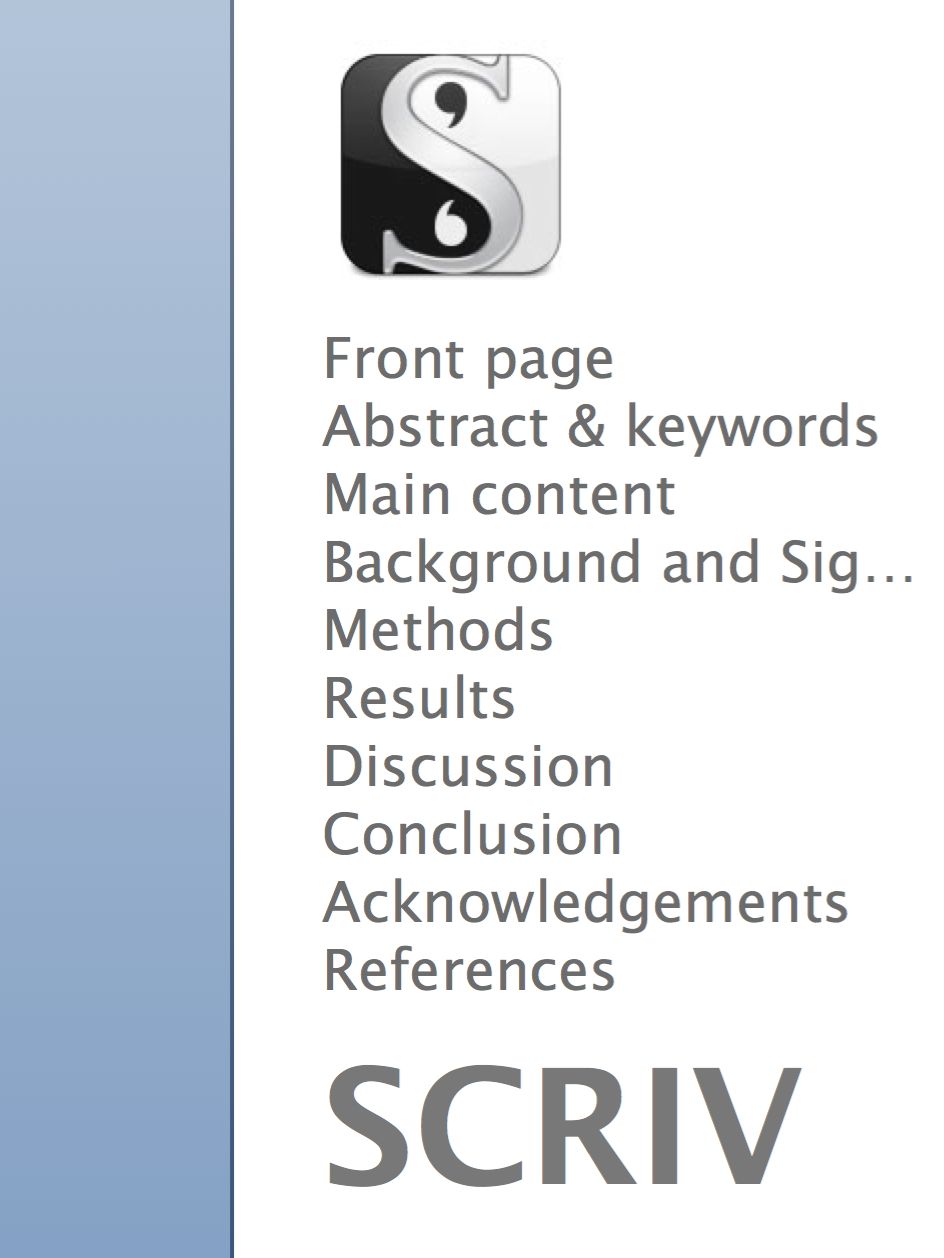 Front page
Abstract & keywords
Main content
Background and Sig...
Methods
Results
Discussion
Conclusion
Acknowledgements
References
SCRIV